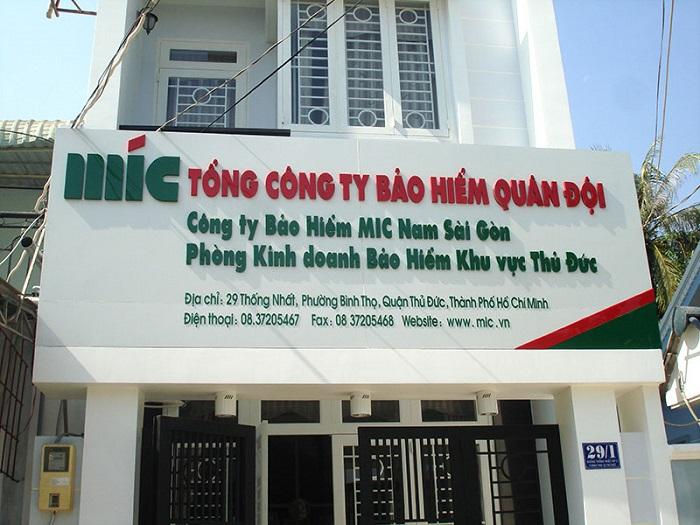 mic TỔNG CÔNG TY BẢO HIỂM QUÂN ĐỘI
Công ty Bảo Hiểm MIC Nam Sài Gòn
Phòng Kinh doanh Bảo Hiểm Khu vực Thủ Đức
Địa chỉ: 29 Thống Nhất, Phường Bình Thọ, Quận Thủ Đức, Thành Phố Hồ Chí Minh
Điện thoại: 08.37205467 Fax: 08 37205468 Website: www.mic.vn
29/1